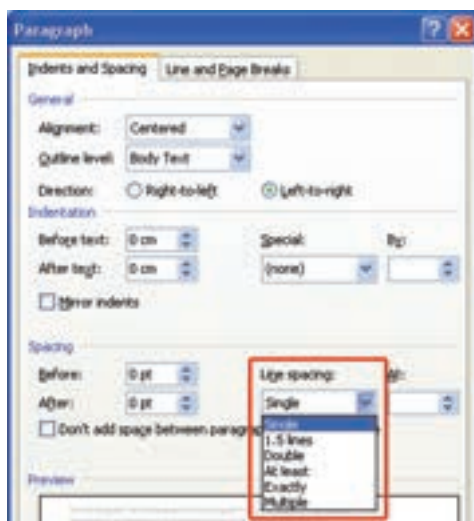 Paragraph
Indents and Spacing Line and Page Breaks
General
Alignment: Centered
Outline level: Body Text
Direction: Right-to-left Left-to-right
Indentation
Before text: 0 cm Special: By:
After text: 0 cm (none)
Mirror indents
Spacing
Before: 0 pt Line spacing: At:
After: 0 pt Single
Don't add space between paragra
Single
1.5 lines
Double
At least
Exactly
Multiple
Preview